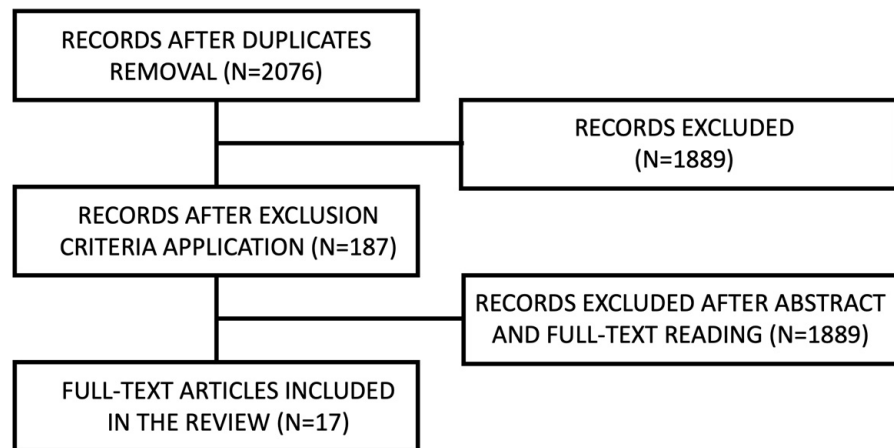 RECORDS AFTER DUPLICATES
REMOVAL (N=2076)
RECORDS EXCLUDED
(N=1889)
RECORDS AFTER EXCLUSION
CRITERIA APPLICATION (N=187)
RECORDS EXCLUDED AFTER ABSTRACT
AND FULL-TEXT READING (N=1889)
FULL-TEXT ARTICLES INCLUDED
IN THE REVIEW (N=17)